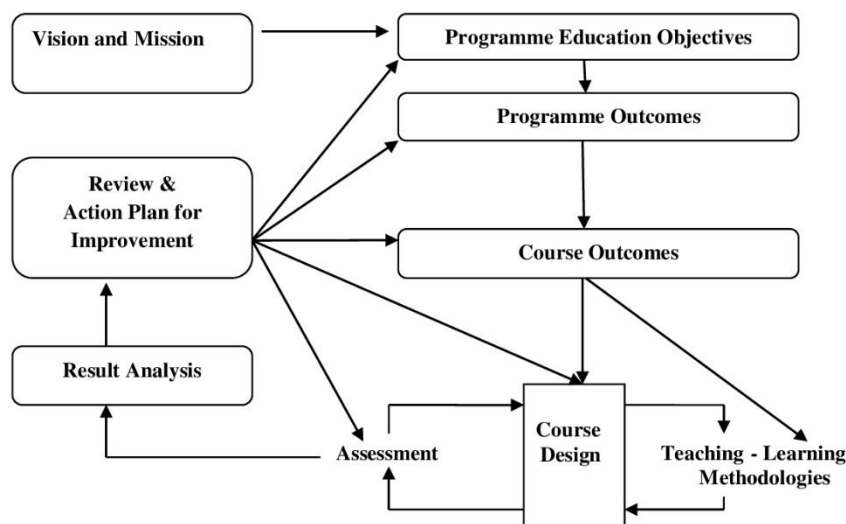 Vision and Mission
Programme Education Objectives
Programme Outcomes
Review &
Action Plan for
Improvement
Course Outcomes
Result Analysis
Assessment
Course
Design
Teaching - Learning
Methodologies